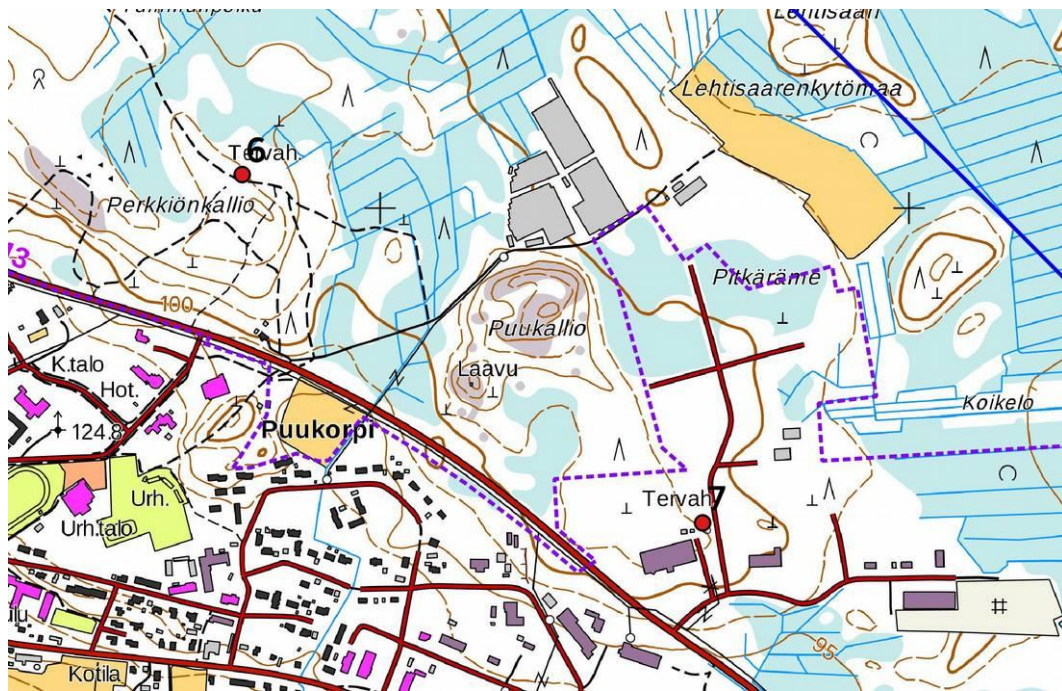 Lehtisaari
Lehtisaarenkytömaa
6
Tervah.
Perkkiönkallio
Pitkäräme
100
Puukallio
K.talo
Laavu
Hot.
Koikelo
124.8
Puukorpi
Urh.
Tervah.
7
Urh.talo
95
Kotila